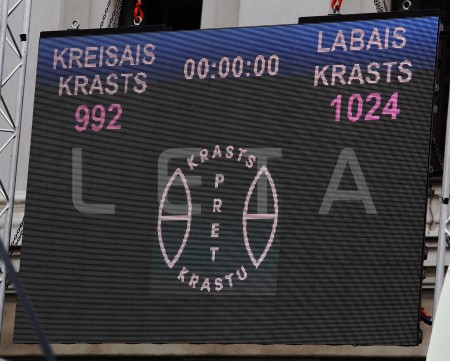 KREISAIS
KRASTS
992
00:00:00
LABAIS
KRASTS
1024
KRASTS
PRET
KRASTU
LETA